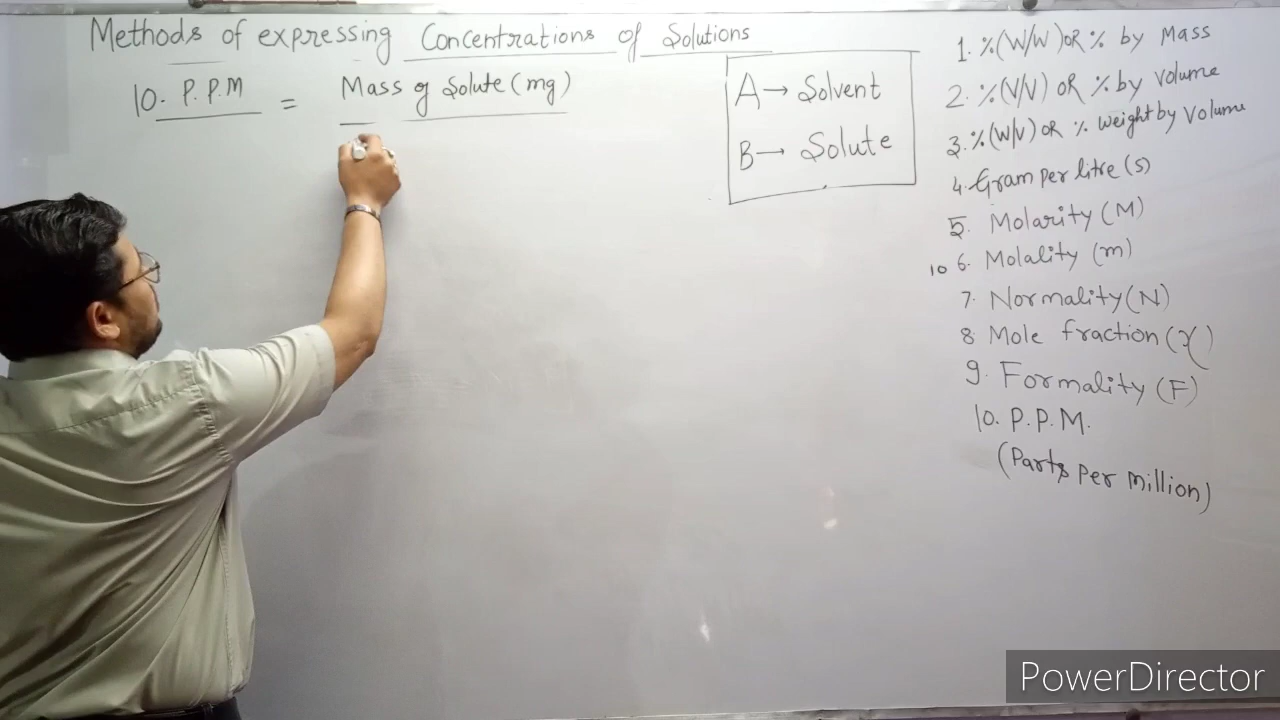 Methods of expressing Concentrations of Solutions
10. P.P.M = Mass of Solute (mg)
A → Solvent
B → Solute
1. %(W/W) OR % by Mass
2. %(V/V) OR % by volume
3. %(W/V) OR % weight by Volume
4. Gram per litre (S)
5. Molarity (M)
10 6. Molality (m)
7. Normality (N)
8 Mole fraction (χ)
9. Formality (F)
10. P.P.M.
(Parts Per Million)
PowerDirector